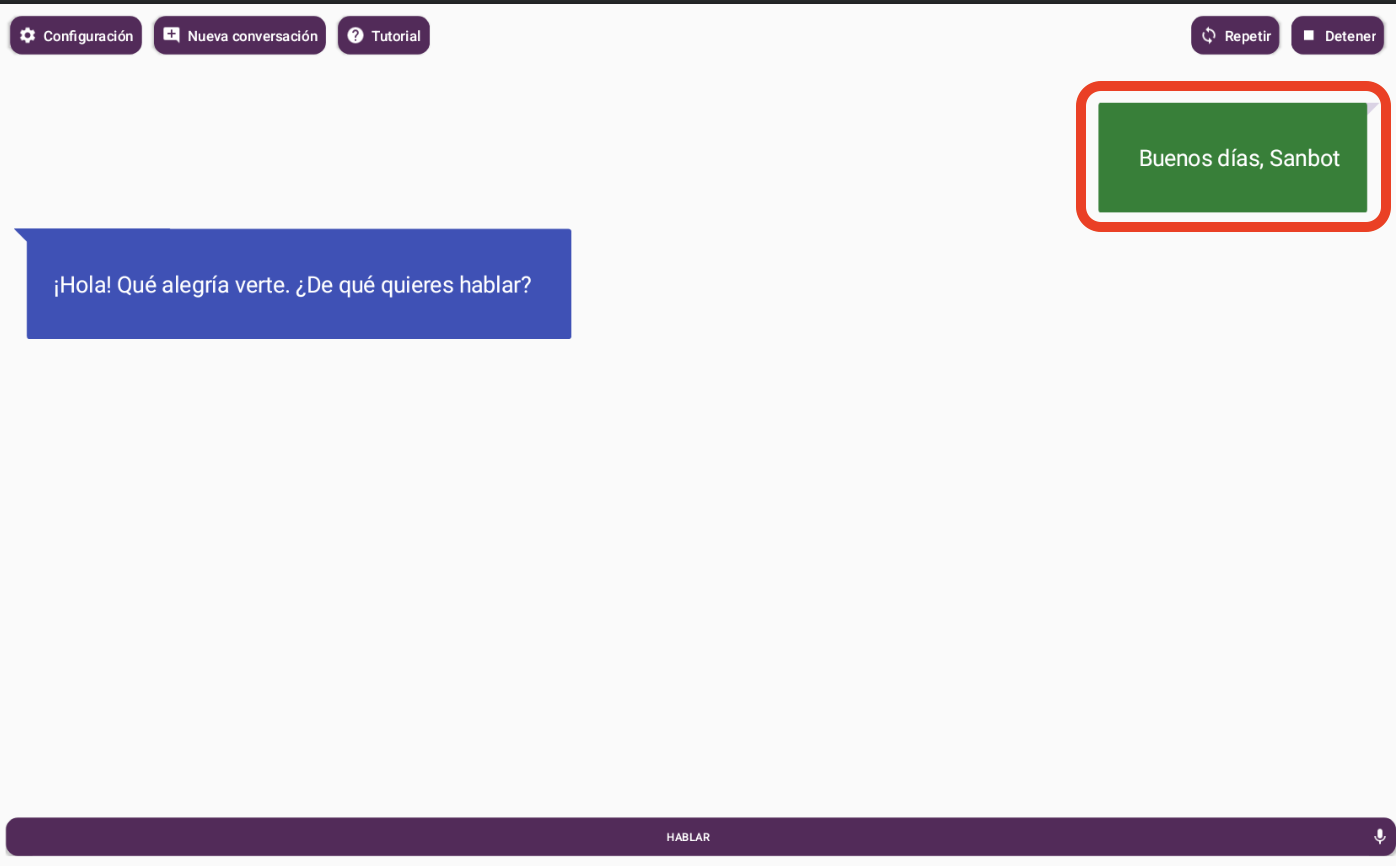 Configuración
Nueva conversación
Tutorial
Repetir
Detener
Buenos días, Sanbot
¡Hola! Qué alegría verte. ¿De qué quieres hablar?
HABLAR